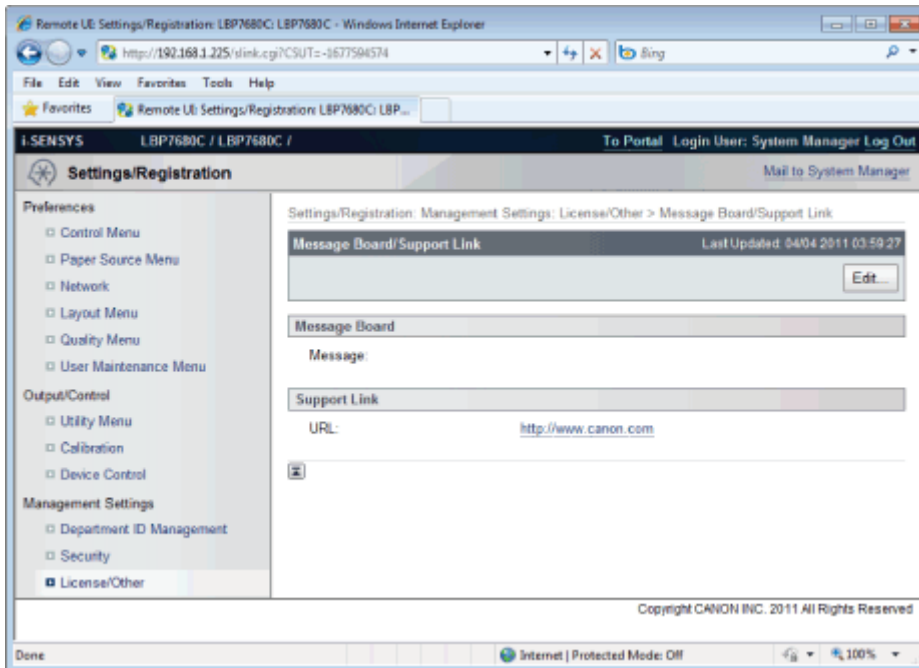 Remote UI: Settings/Registration: LBP7680C: LBP7680C - Windows Internet Explorer
http://192.168.1.225/slink.cgi?CSUT=-1677594574
Bing
File Edit View Favorites Tools Help
Favorites
Remote UI: Settings/Registration: LBP7680C: LBP...
i-SENSYS LBP7680C / LBP7680C /
To Portal Login User: System Manager Log Out
Settings/Registration
Mail to System Manager
Preferences
Control Menu
Paper Source Menu
Network
Layout Menu
Quality Menu
User Maintenance Menu
Output/Control
Utility Menu
Calibration
Device Control
Management Settings
Department ID Management
Security
License/Other
Settings/Registration: Management Settings: License/Other > Message Board/Support Link
Message Board/Support Link
Last Updated: 04/04 2011 03:59:27
Edit...
Message Board
Message:
Support Link
URL: http://www.canon.com
Copyright CANON INC. 2011 All Rights Reserved
Done
Internet | Protected Mode: Off
100%